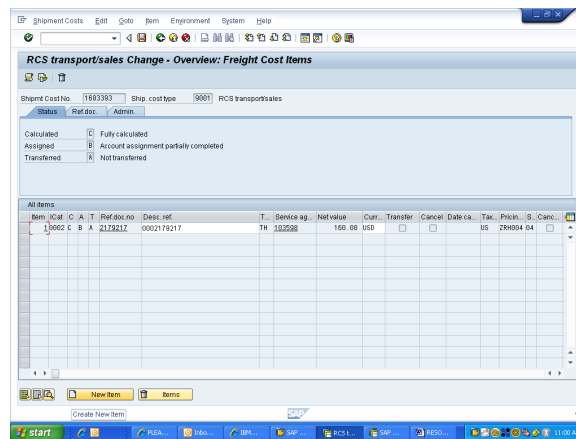 Shipment Costs Edit Goto Item Environment System Help
RCS transport/sales Change - Overview: Freight Cost Items
Shipmt Cost No. 1603393 Ship. cost type 9001 RCS transport/sales
Status Ref.doc. Admin.
Calculated C Fully calculated
Assigned B Account assignment partially completed
Transferred A Not transferred
All items
Item ICat C A T Ref.doc.no Desc. ref. T... Service ag... Net value Curr... Transfer Cancel Date ca... Tax... Pricin... S.. Canc...
1 0002 C B A 2179217 0002179217 TH 103598 160.00 USD US ZRH004 04
New Item Items
Create New Item
SAP
start PLEA... Inbo... IBM... SAP ... RCS t... SAP ... RESO... 11:00 A